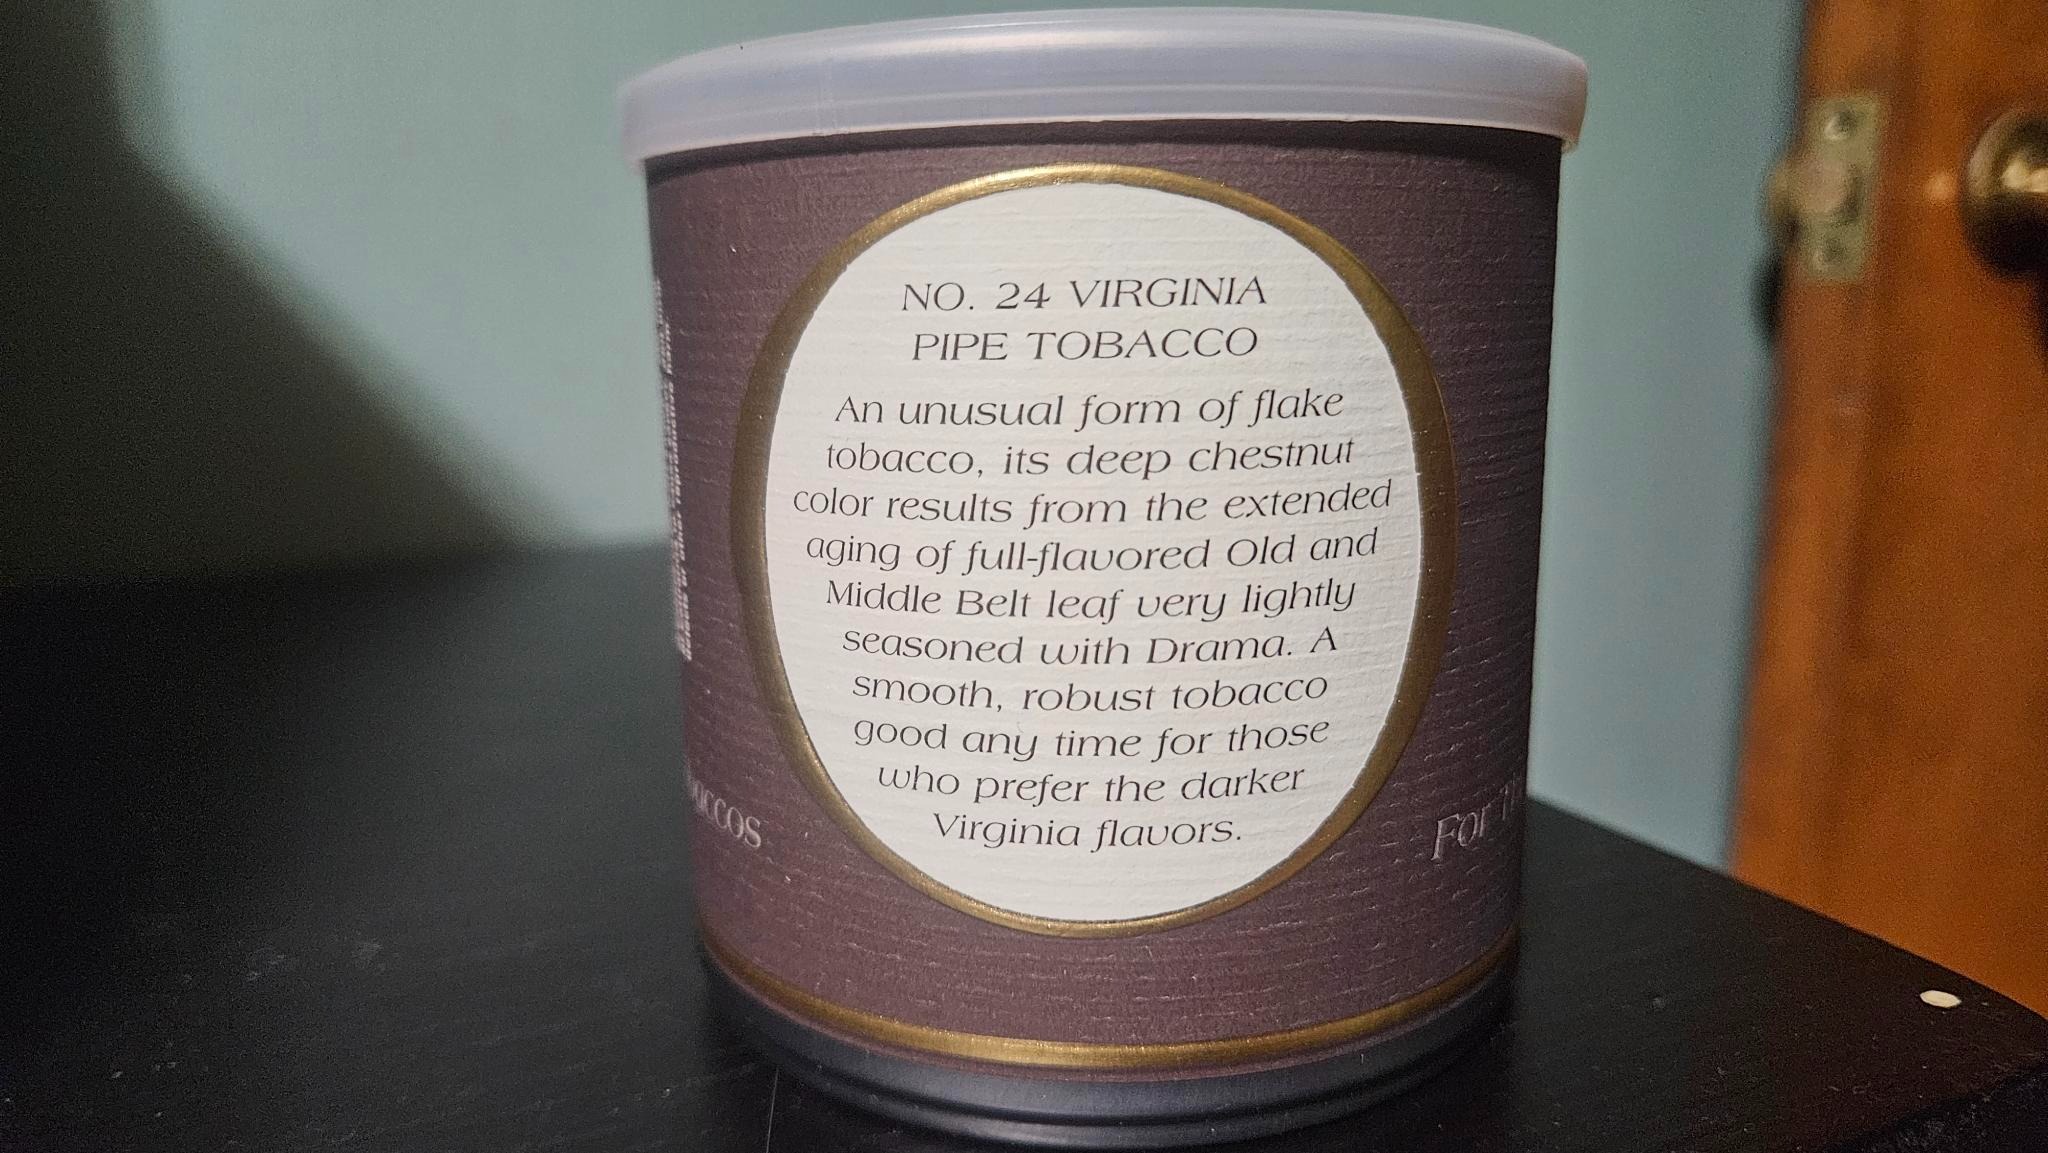 NO. 24 VIRGINIA
PIPE TOBACCO
An unusual form of flake
tobacco, its deep chestnut
color results from the extended
aging of full-flavored Old and
Middle Belt leaf very lightly
seasoned with Drama. A
smooth, robust tobacco
good any time for those
who prefer the darker
Virginia flavors.
FOR